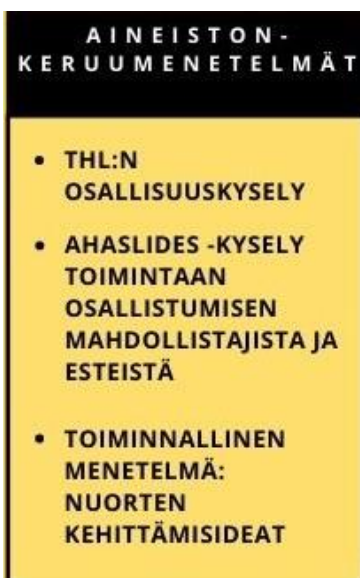 AINEISTON-
KERUUMENETELMÄT
• THL:N
OSALLISUUSKYSELY
• AHASLIDES -KYSELY
TOIMINTAAN
OSALLISTUMISEN
MAHDOLLISTAJISTA JA
ESTEISTÄ
• TOIMINNALLINEN
MENETELMÄ:
NUORTEN
KEHITTÄMISIDEAT